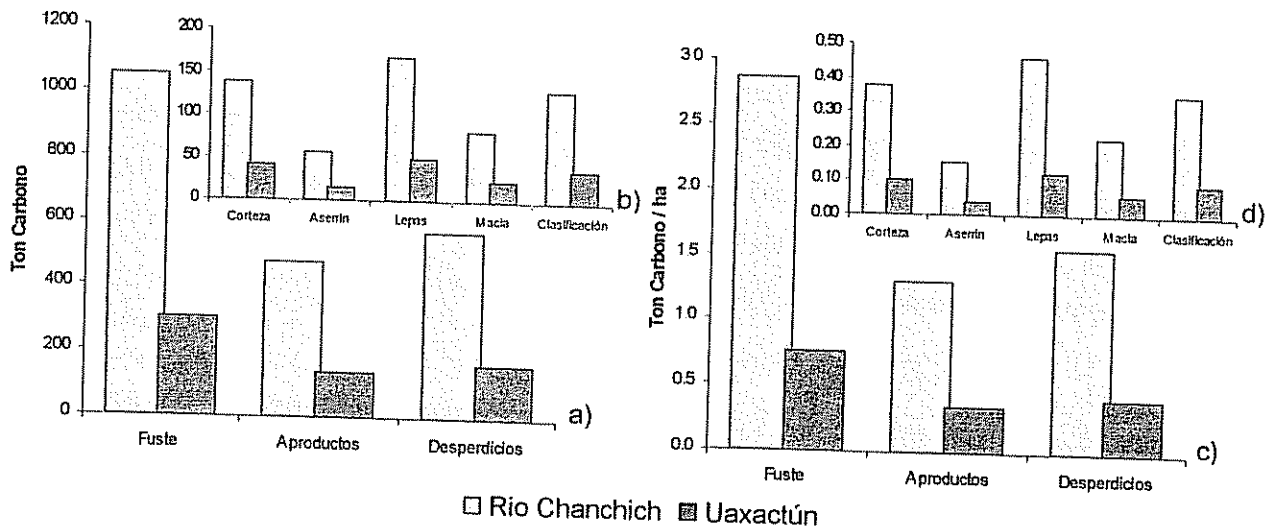 Ton Carbono
1200
1000
800
600
400
200
0
Fuste Aproductos Desperdicios
a)
200
150
100
50
0
Corteza Aserrin Lepas Macia Clasificación
b)
Ton Carbono / ha
3.0
2.5
2.0
1.5
1.0
0.5
0.0
Fuste Aproductos Desperdicios
c)
0.50
0.40
0.30
0.20
0.10
0.00
Corteza Aserrin Lepas Macia Clasificación
d)
Rio Chanchich Uaxactún